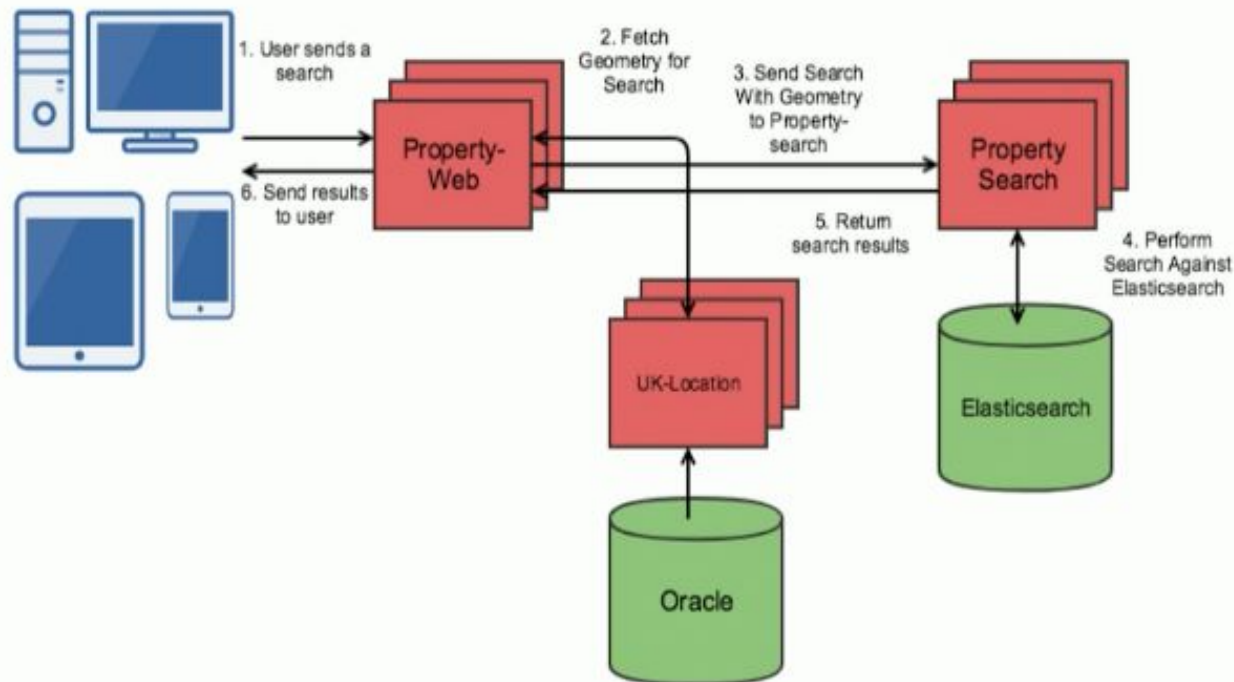 1. User sends a
search
2. Fetch
Geometry for
Search
3. Send Search
With Geometry
to Property-
search
Property-
Web
Property
Search
6. Send results
to user
5. Return
search results
4. Perform
Search Against
Elasticsearch
UK-Location
Elasticsearch
Oracle